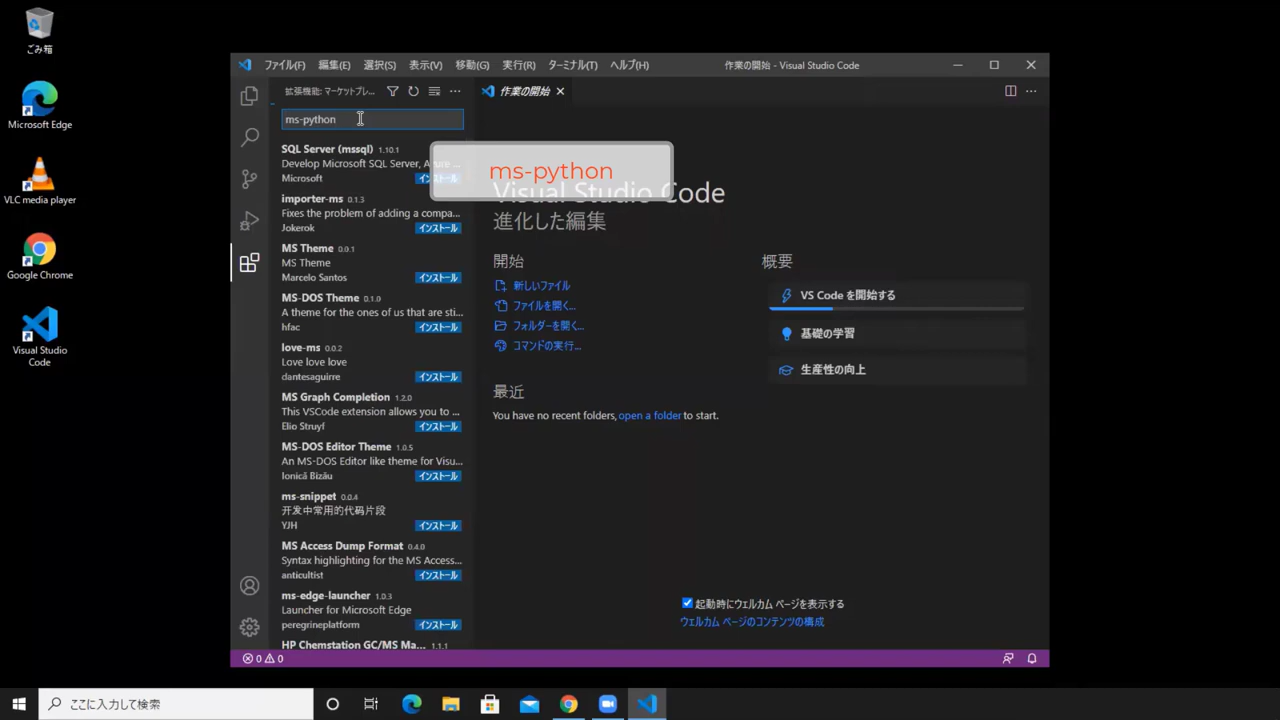 ごみ箱
Microsoft Edge
VLC media player
Google Chrome
Visual Studio
Code
ファイル(F)
編集(E)
選択(S)
表示(V)
移動(G)
実行(R)
ターミナル(T)
ヘルプ(H)
作業の開始 - Visual Studio Code
拡張機能: マーケットプレ...
作業の開始
ms-python
ms-python
SQL Server (mssql) 1.10.1
Develop Microsoft SQL Server, Azure ...
Microsoft
importer-ms 0.1.3
Fixes the problem of adding a compa...
Jokerok インストール
MS Theme 0.0.1
MS Theme
Marcelo Santos インストール
MS-DOS Theme 0.1.0
A theme for the ones of us that are sti...
hfac インストール
love-ms 0.0.2
Love love love
dantesaguirre インストール
MS Graph Completion 1.2.0
This VSCode extension allows you to ...
Elio Struyf インストール
MS-DOS Editor Theme 1.0.5
An MS-DOS Editor like theme for Visu...
Ionică Bizău インストール
ms-snippet 0.0.4
开发中常用的代码片段
YJH インストール
MS Access Dump Format 0.4.0
Syntax highlighting for the MS Access...
anticultist インストール
ms-edge-launcher 1.0.3
Launcher for Microsoft Edge
peregrineplatform インストール
HP Chemstation GC/MS Ma... 1.1.1
Visual Studio Code
進化した編集
開始
新しいファイル
ファイルを開く...
フォルダーを開く...
コマンドの実行...
最近
You have no recent folders, open a folder to start.
概要
VS Code を開始する
基礎の学習
生産性の向上
起動時にウェルカム ページを表示する
ウェルカム ページのコンテンツの構成
0 0
ここに入力して検索